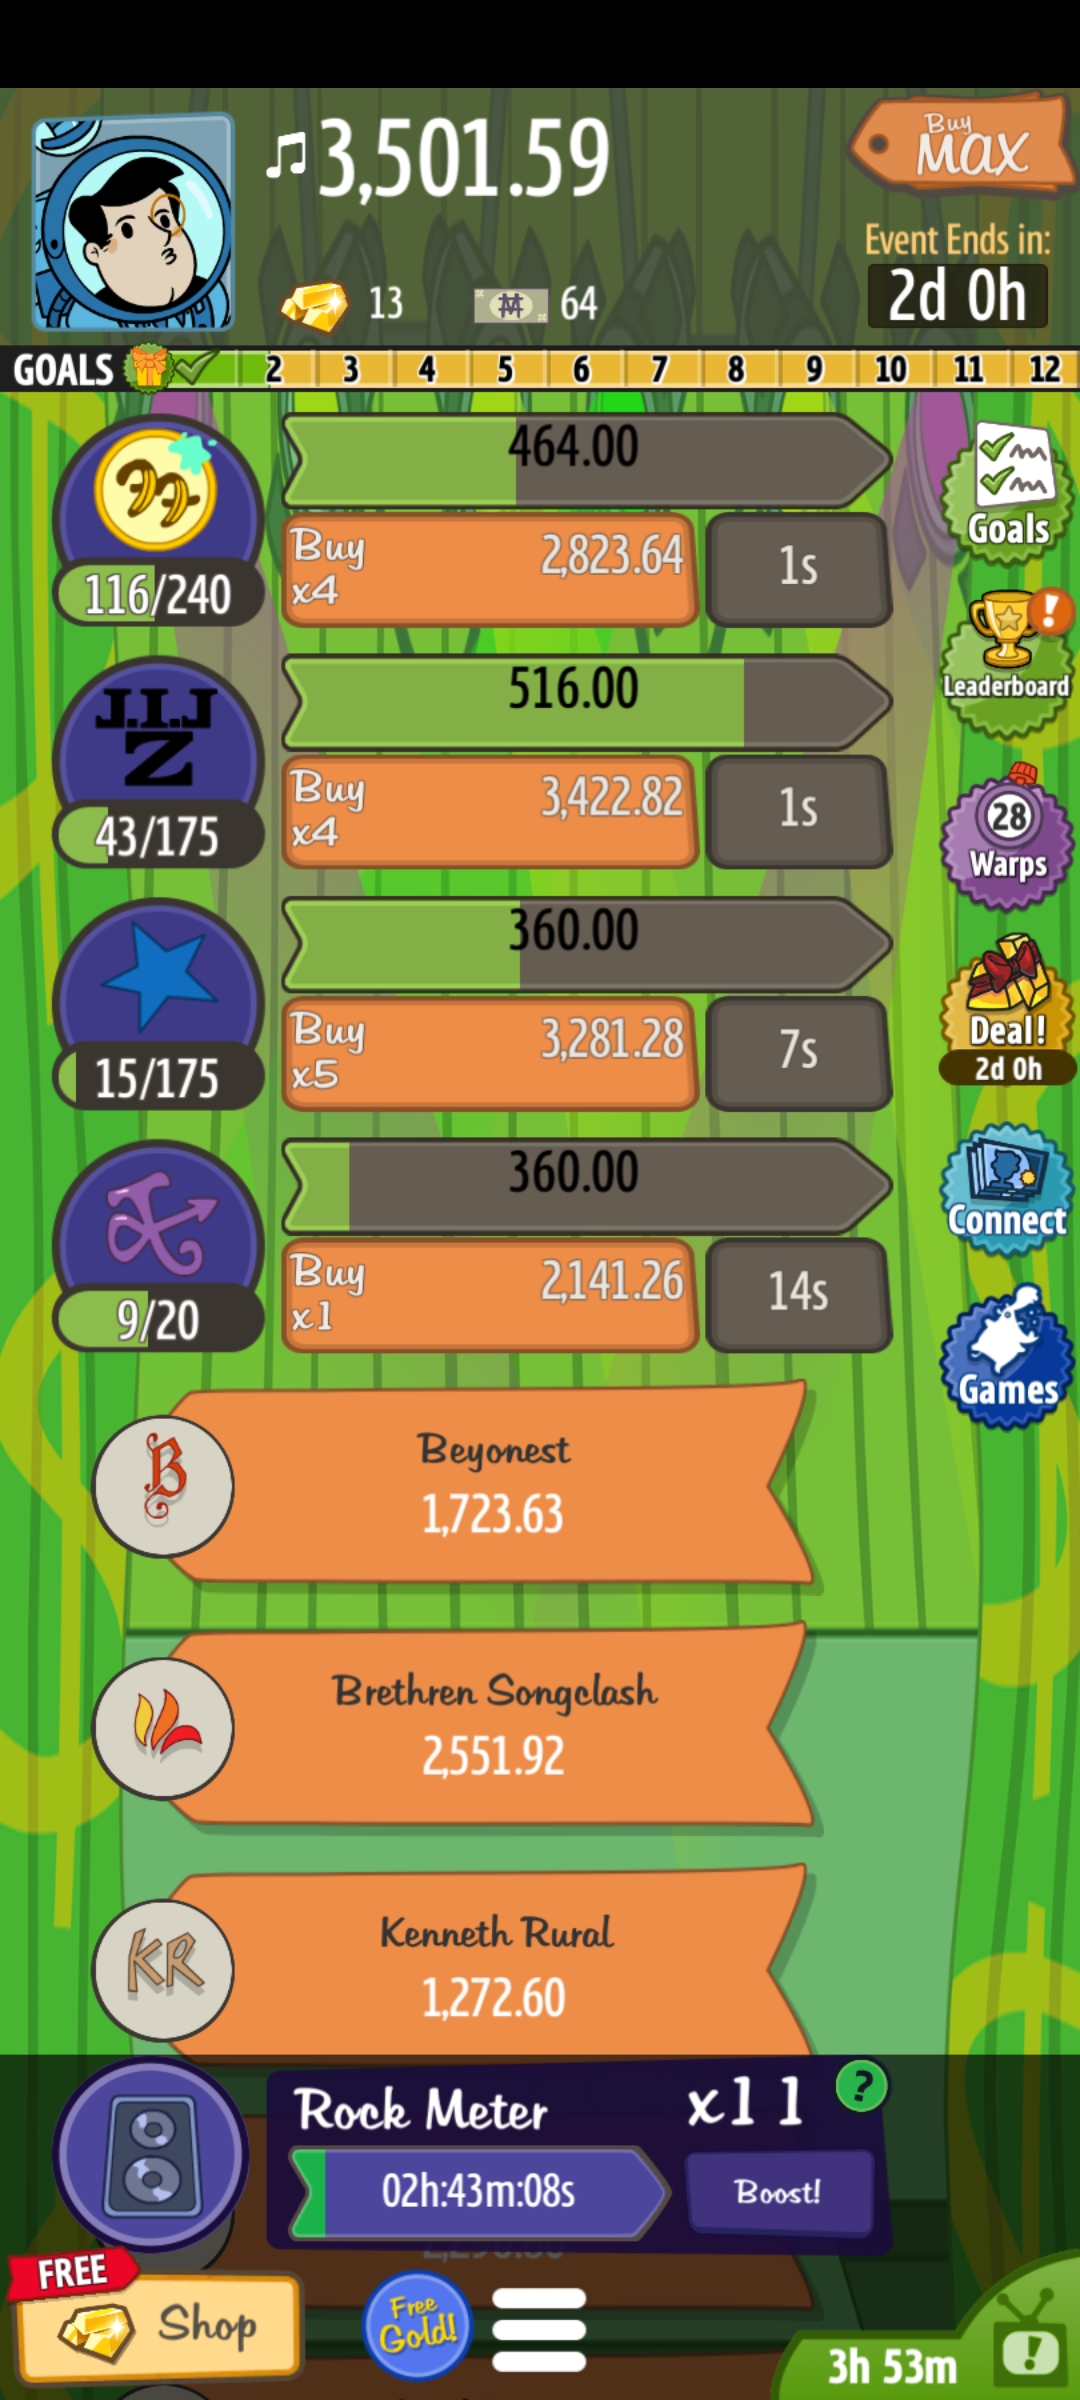 3,501.59
Buy
MAX
Event Ends in:
2d 0h
13
64
GOALS 2 3 4 5 6 7 8 9 10 11 12
464.00
Buy
x4
2,823.64
1s
116/240
Goals
J.I.J
Z
516.00
Buy
x4
3,422.82
1s
43/175
Leaderboard
28
Warps
360.00
Buy
x5
3,281.28
7s
15/175
Deal!
2d 0h
360.00
Buy
x1
2,141.26
14s
9/20
Connect
Games
B
Beyonest
1,723.63
Brethren Songclash
2,551.92
KR
Kenneth Rural
1,272.60
Rock Meter
x11
?
02h:43m:08s
Boost!
FREE
Shop
Free
Gold!
3h 53m